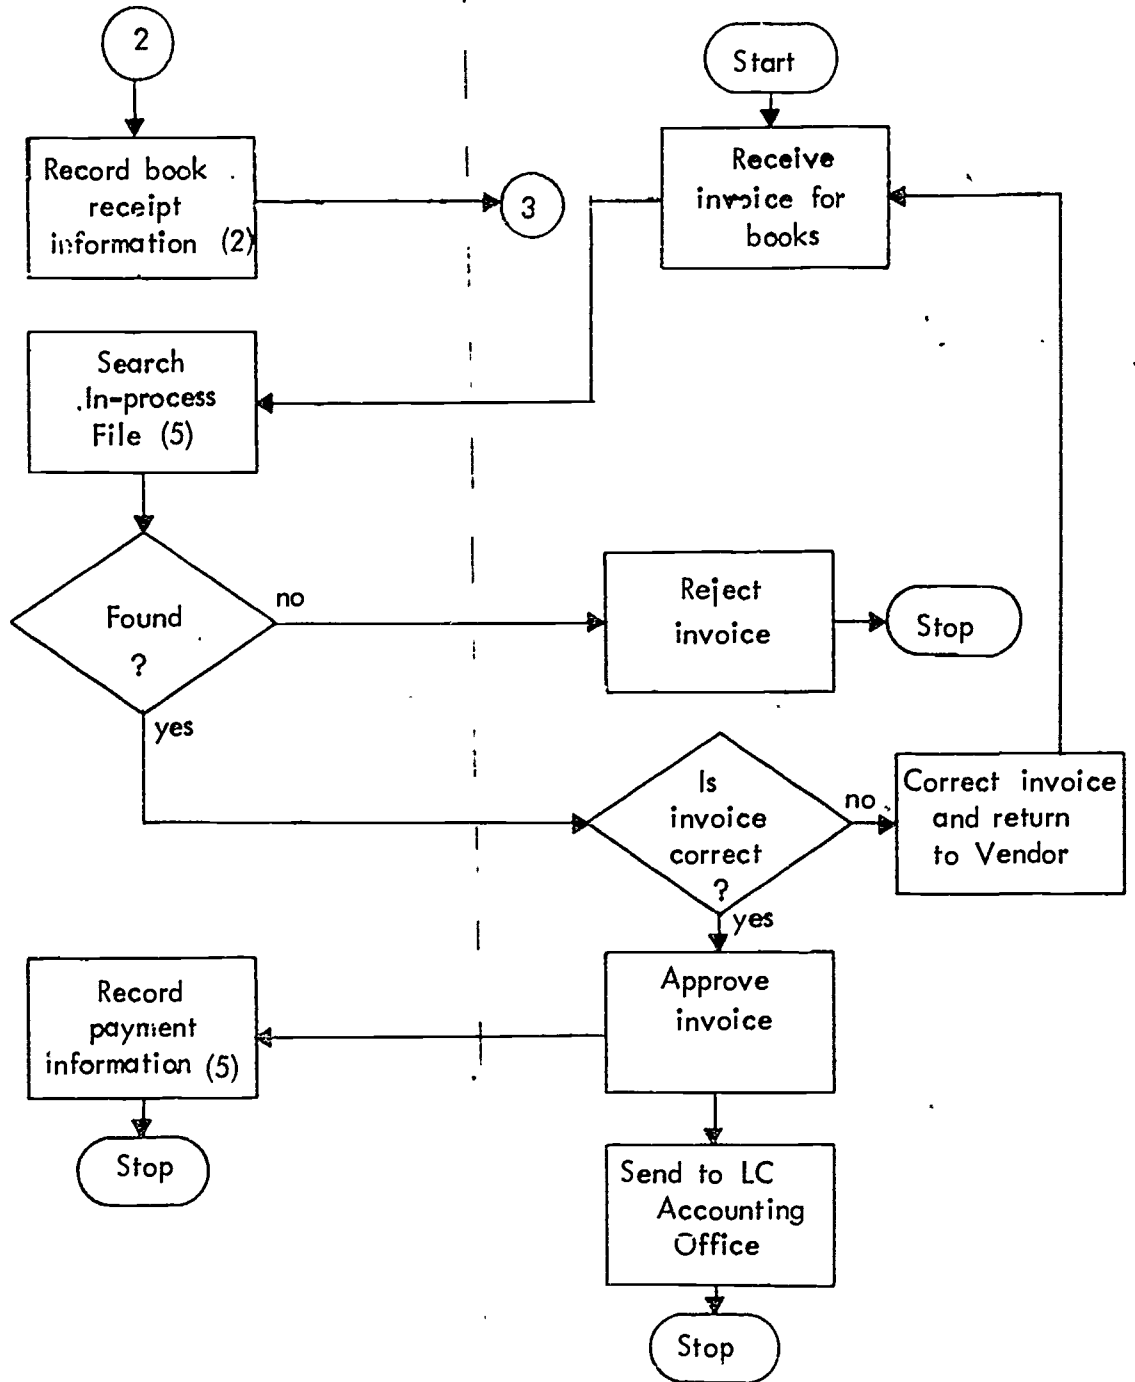 2
Start
Record book
receipt
information (2)
3
Receive
invoice for
books
Search
In-process
File (5)
Found
?
no
yes
Reject
invoice
Stop
Is
invoice
correct
?
no
yes
Correct invoice
and return
to Vendor
Approve
invoice
Record
payment
information (5)
Stop
Send to LC
Accounting
Office
Stop